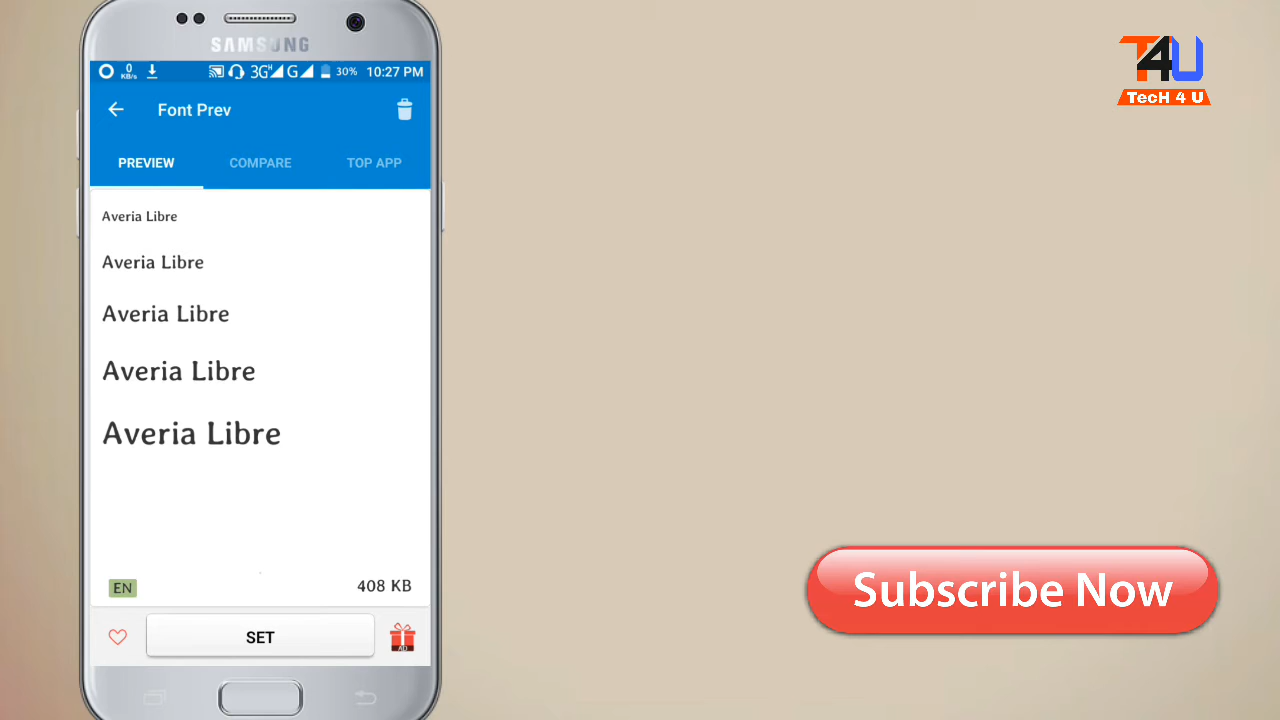 SAMSUNG
0
KB/s
3G H G 30% 10:27 PM
Font Prev
PREVIEW COMPARE TOP APP
Averia Libre
Averia Libre
Averia Libre
Averia Libre
Averia Libre
EN 408 KB
SET
AD
T4U
TecH 4 U
Subscribe Now